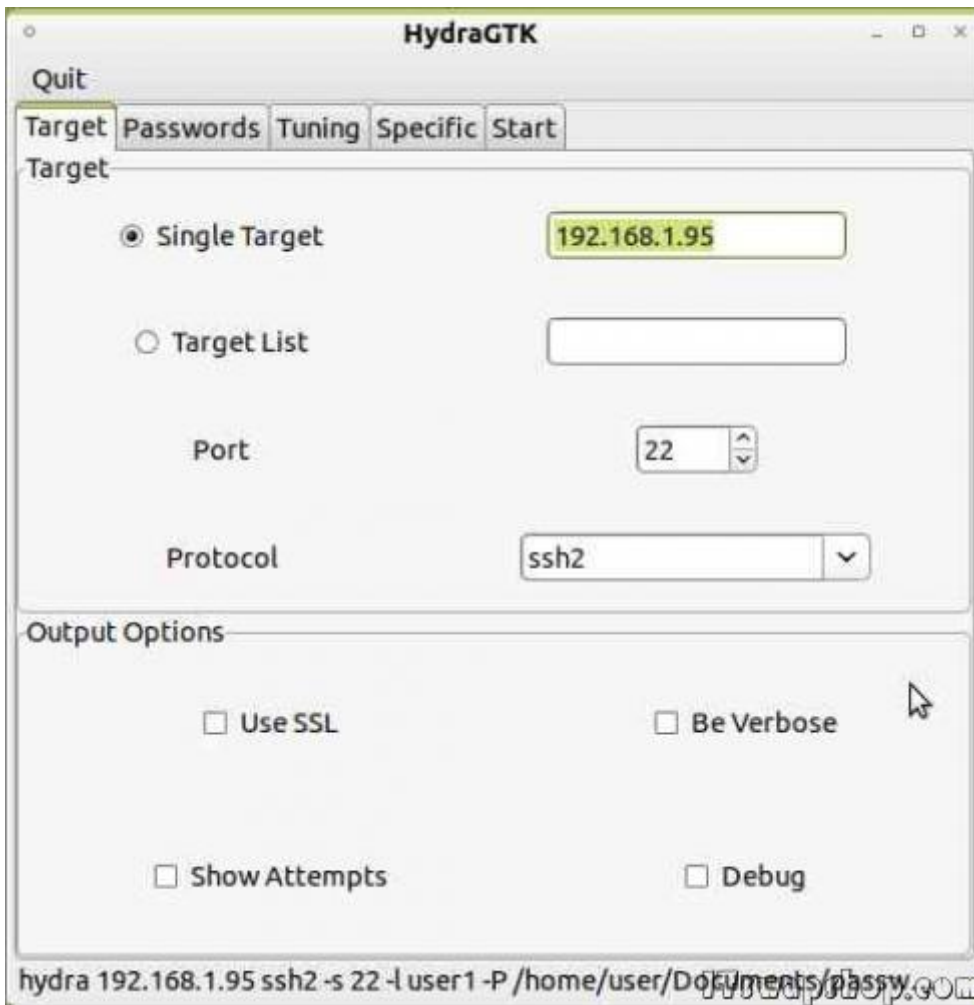 HydraGTK
Quit
Target Passwords Tuning Specific Start
Target
Single Target 192.168.1.95
Target List
Port 22
Protocol ssh2
Output Options
Use SSL Be Verbose
Show Attempts Debug
hydra 192.168.1.95 ssh2 -s 22 -l user1 -P /home/user/Documents/passw...